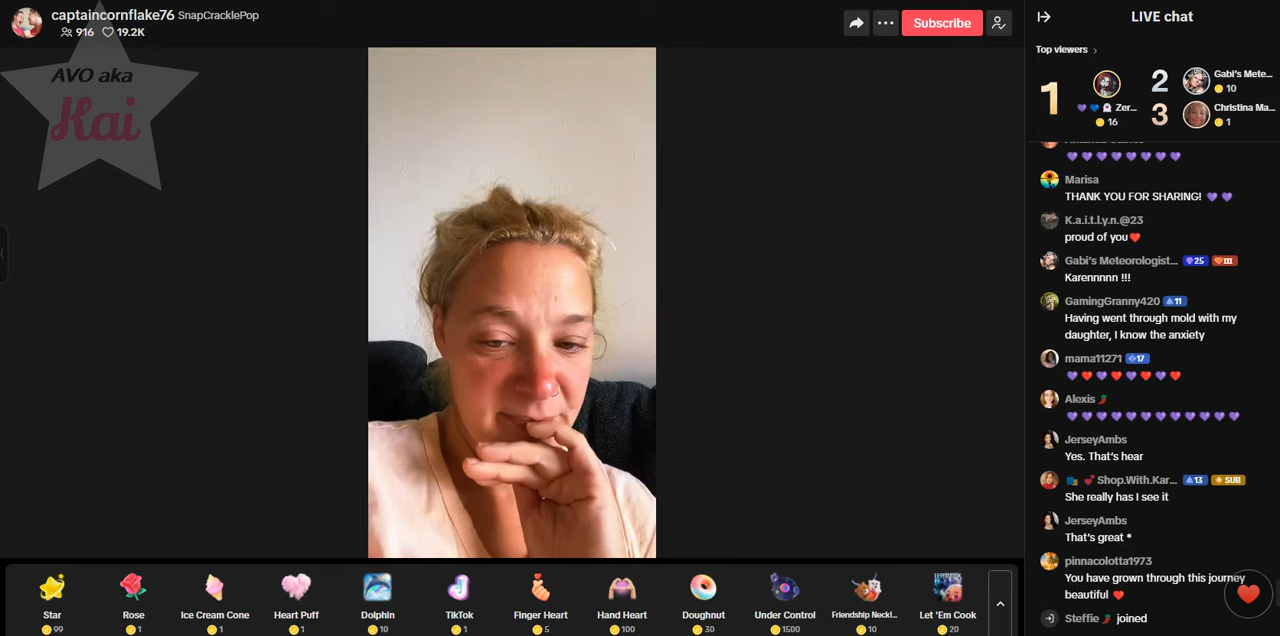 captaincornflake76 SnapCracklePop
916 19.2K
Subscribe
AVO aka
Kai
LIVE chat
Top viewers
1
Zer...
16
2
Gabi's Mete...
10
3
Christina Ma...
1
Marisa
THANK YOU FOR SHARING! 💜 💜
K.a.i.t.l.y.n.@23
proud of you❤️
Gabi's Meteorologist... 25 III
Karennnnn !!!
GamingGranny420 11
Having went through mold with my
daughter, I know the anxiety
mama11271 17
Alexis🌶️
JerseyAmbs
Yes. That's hear
Shop.With.Kar... 13 SUB
She really has I see it
JerseyAmbs
That's great *
pinnacolotta1973
You have grown through this journey
beautiful ❤️
Steffie🌶️ joined
Star
99
Rose
1
Ice Cream Cone
1
Heart Puff
1
Dolphin
10
TikTok
1
Finger Heart
5
Hand Heart
100
Doughnut
30
Under Control
1500
Friendship Neckl...
10
Let 'Em Cook
20